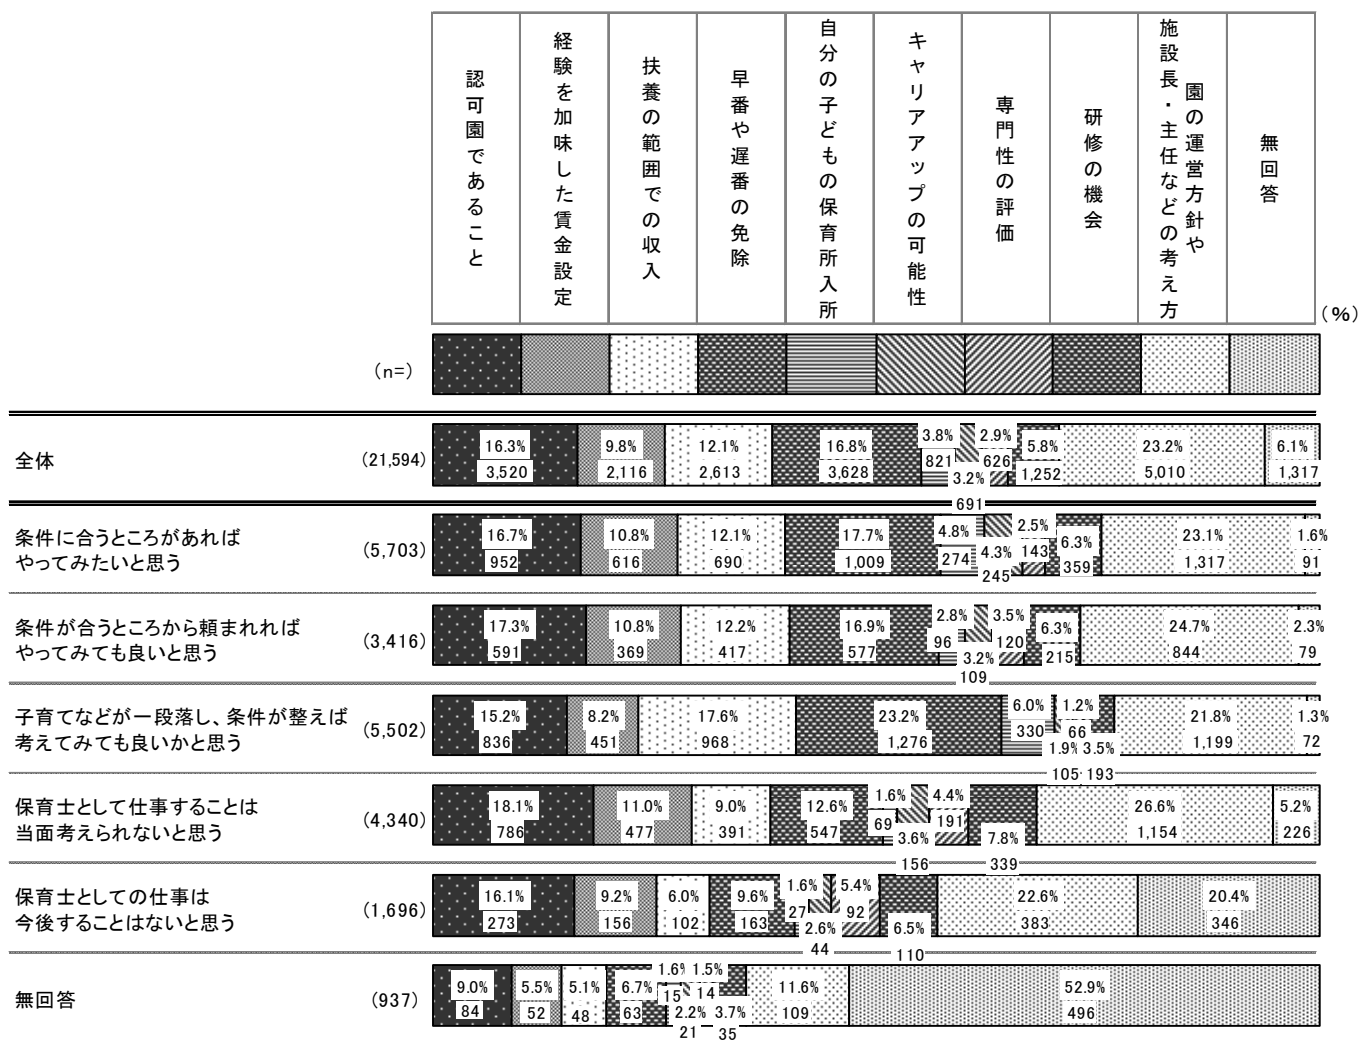 認可園であること
経験を加味した賃金設定
扶養の範囲での収入
早番や遅番の免除
自分の子どもの保育所入所
キャリアアップの可能性
専門性の評価
研修の機会
園の運営方針や
施設長・主任などの考え方
無回答
(%)
(n=)
全体 (21,594) 16.3% 9.8% 12.1% 16.8% 3.8% 3.2% 2.9% 5.8% 23.2% 6.1%
3,520 2,116 2,613 3,628 821 691 626 1,252 5,010 1,317
条件に合うところがあれば
やってみたいと思う
(5,703) 16.7% 10.8% 12.1% 17.7% 4.8% 4.3% 2.5% 6.3% 23.1% 1.6%
952 616 690 1,009 274 245 143 359 1,317 91
条件が合うところから頼まれれば
やってみても良いと思う
(3,416) 17.3% 10.8% 12.2% 16.9% 2.8% 3.2% 3.5% 6.3% 24.7% 2.3%
591 369 417 577 96 109 120 215 844 79
子育てなどが一段落し、条件が整えば
考えてみても良いかと思う
(5,502) 15.2% 8.2% 17.6% 23.2% 6.0% 1.9% 1.2% 3.5% 21.8% 1.3%
836 451 968 1,276 330 105 66 193 1,199 72
保育士として仕事することは
当面考えられないと思う
(4,340) 18.1% 11.0% 9.0% 12.6% 1.6% 3.6% 4.4% 7.8% 26.6% 5.2%
786 477 391 547 69 156 191 339 1,154 226
保育士としての仕事は
今後することはないと思う
(1,696) 16.1% 9.2% 6.0% 9.6% 1.6% 2.6% 5.4% 6.5% 22.6% 20.4%
273 156 102 163 27 44 92 110 383 346
無回答 (937) 9.0% 5.5% 5.1% 6.7% 1.6% 2.2% 1.5% 3.7% 11.6% 52.9%
84 52 48 63 15 21 14 35 109 496